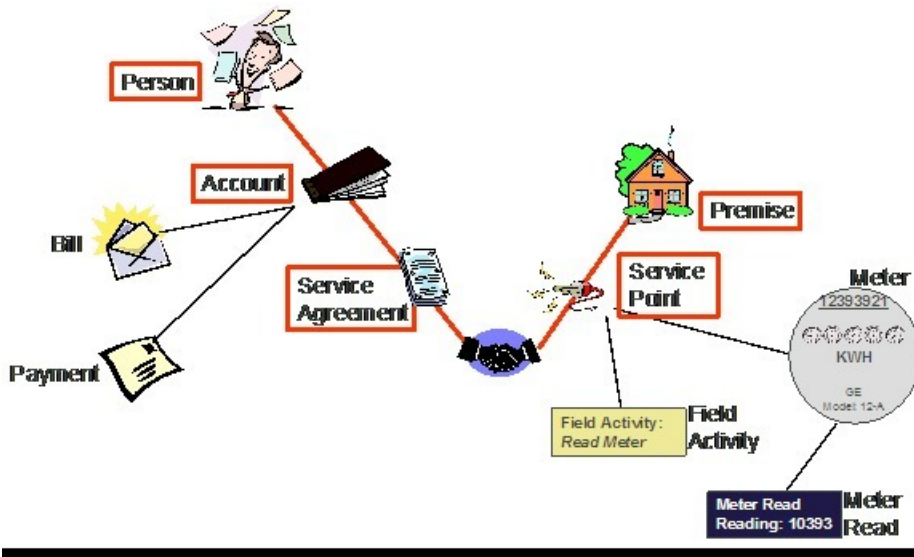 Person
Account
Bill
Payment
Service
Agreement
Premise
Service
Point
Meter
12393921
KWH
GE
Model: 12-A
Field Activity:
Read Meter
Field
Activity
Meter Read
Reading: 10393
Meter
Read